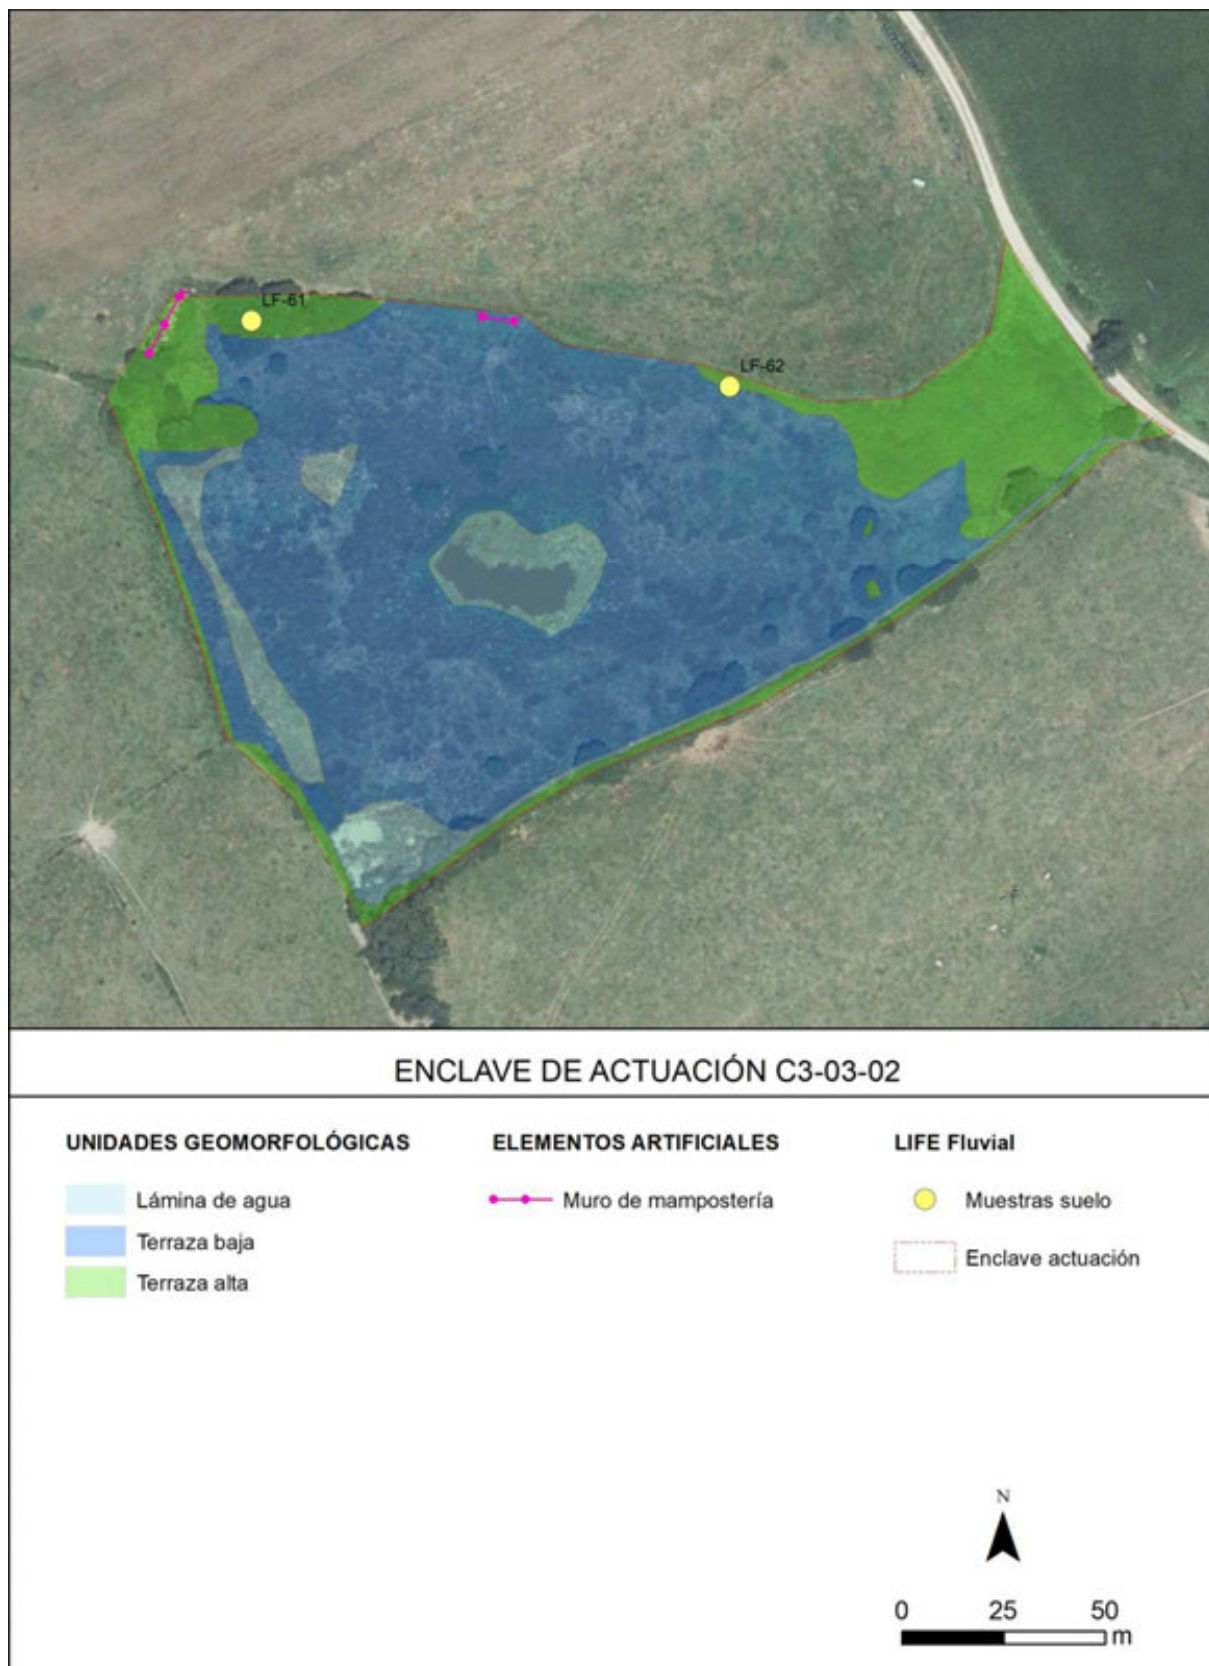 LF-61
LF-62
ENCLAVE DE ACTUACIÓN C3-03-02
UNIDADES GEOMORFOLÓGICAS
Lámina de agua
Terraza baja
Terraza alta
ELEMENTOS ARTIFICIALES
Muro de mampostería
LIFE Fluvial
Muestras suelo
Enclave actuación
N
0 25 50
m